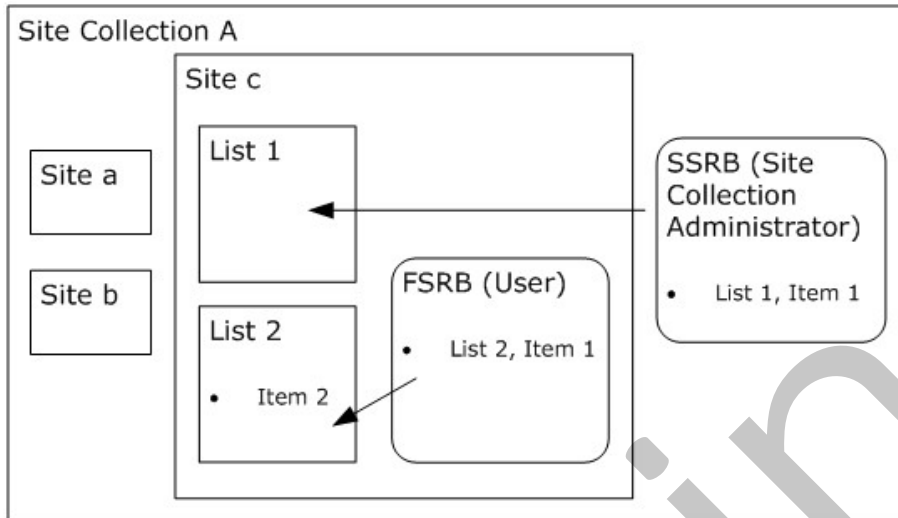 Site Collection A
Site c
Site a
Site b
List 1
List 2
• Item 2
FSRB (User)
• List 2, Item 1
SSRB (Site
Collection
Administrator)
• List 1, Item 1